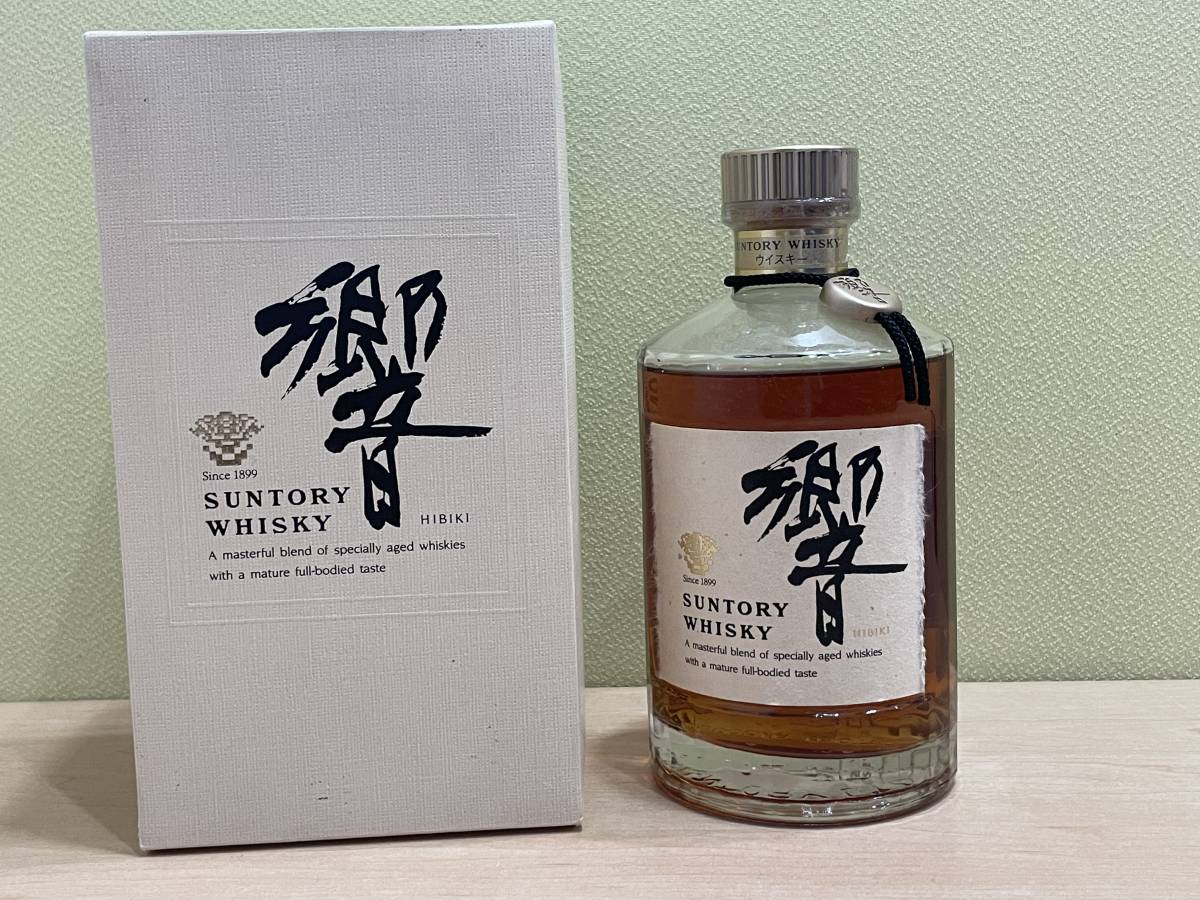 響
Since 1899
SUNTORY
WHISKY
HIBIKI
A masterful blend of specially aged whiskies
with a mature full-bodied taste
SUNTORY WHISKY
ウイスキー
響
響
Since 1899
SUNTORY
WHISKY
HIBIKI
A masterful blend of specially aged whiskies
with a mature full-bodied taste